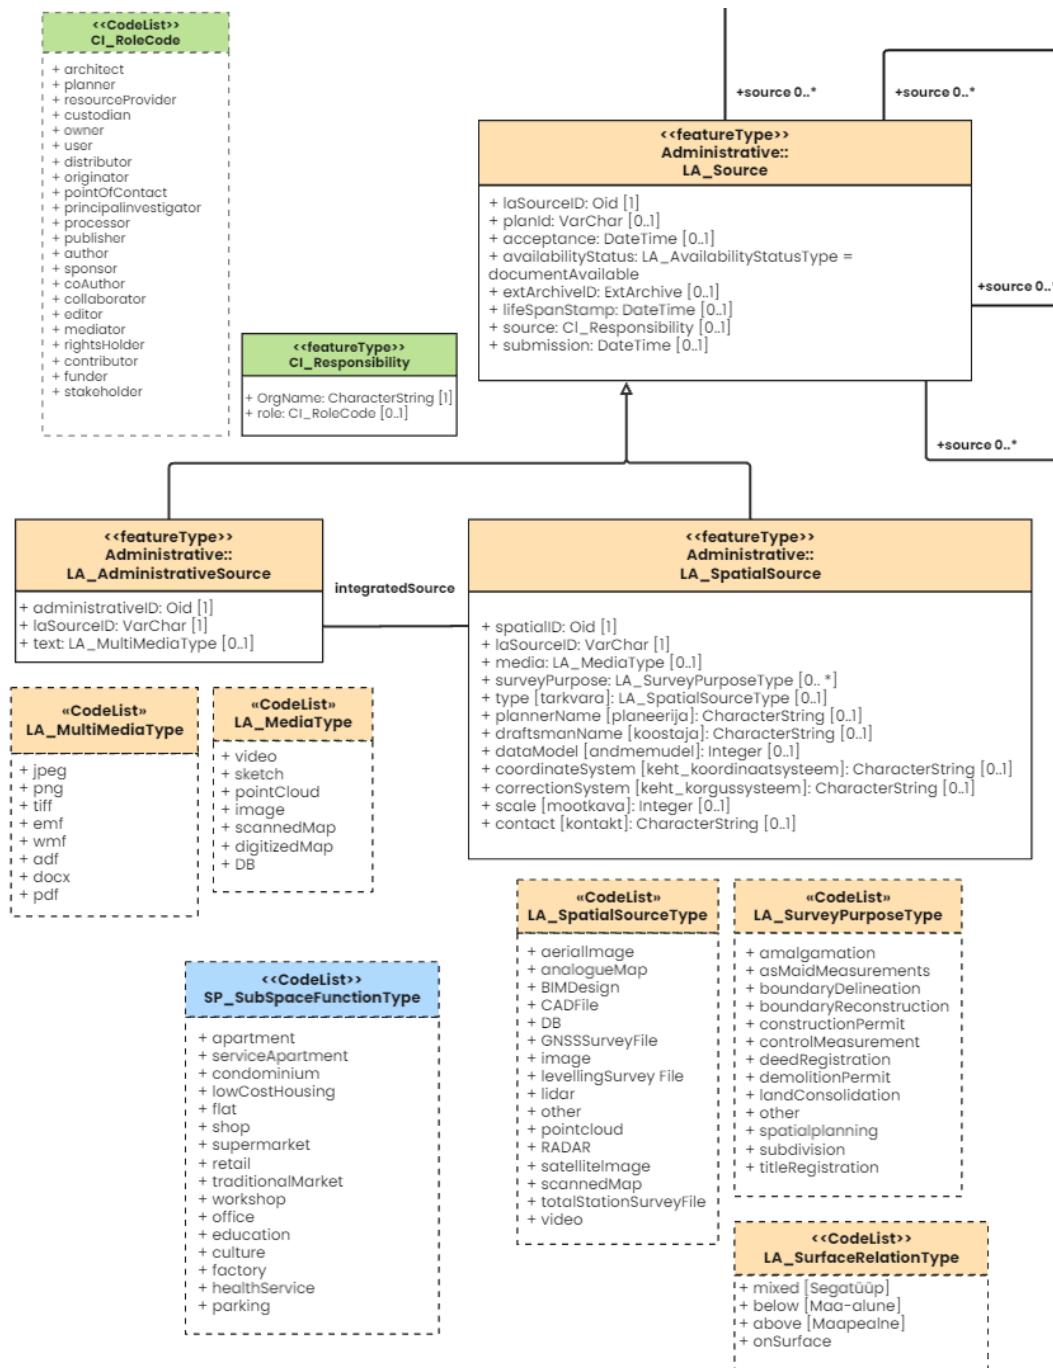 <<CodeList>>
CI_RoleCode
+ architect
+ planner
+ resourceProvider
+ custodian
+ owner
+ user
+ distributor
+ originator
+ pointOfContact
+ principalinvestigator
+ processor
+ publisher
+ author
+ sponsor
+ coAuthor
+ collaborator
+ editor
+ mediator
+ rightsHolder
+ contributor
+ funder
+ stakeholder
<<featureType>>
CI_Responsibility
+ OrgName: CharacterString [1]
+ role: CI_RoleCode [0..1]
+source 0..*
+source 0..*
<<featureType>>
Administrative::
LA_Source
+ laSourceID: Oid [1]
+ planId: VarChar [0..1]
+ acceptance: DateTime [0..1]
+ availabilityStatus: LA_AvailabilityStatusType =
documentAvailable
+ extArchiveID: ExtArchive [0..1]
+ lifeSpanStamp: DateTime [0..1]
+ source: CI_Responsibility [0..1]
+ submission: DateTime [0..1]
+source 0..*
+source 0..*
<<featureType>>
Administrative::
LA_AdministrativeSource
+ administrativeID: Oid [1]
+ laSourceID: VarChar [1]
+ text: LA_MultiMediaType [0..1]
integratedSource
<<featureType>>
Administrative::
LA_SpatialSource
+ spatialID: Oid [1]
+ laSourceID: VarChar [1]
+ media: LA_MediaType [0..1]
+ surveyPurpose: LA_SurveyPurposeType [0.. *]
+ type [tarkvara]: LA_SpatialSourceType [0..1]
+ plannerName [planeerija]: CharacterString [0..1]
+ draftsmanName [koostaja]: CharacterString [0..1]
+ dataModel [andmemudel]: Integer [0..1]
+ coordinateSystem [keht_koordinaatsysteem]: CharacterString [0..1]
+ correctionSystem [keht_korgussysteem]: CharacterString [0..1]
+ scale [mootkava]: Integer [0..1]
+ contact [kontakt]: CharacterString [0..1]
«CodeList»
LA_MultiMediaType
+ jpeg
+ png
+ tiff
+ emf
+ wmf
+ adf
+ docx
+ pdf
«CodeList»
LA_MediaType
+ video
+ sketch
+ pointCloud
+ image
+ scannedMap
+ digitizedMap
+ DB
<<CodeList>>
SP_SubSpaceFunctionType
+ apartment
+ serviceApartment
+ condominium
+ lowCostHousing
+ flat
+ shop
+ supermarket
+ retail
+ traditionalMarket
+ workshop
+ office
+ education
+ culture
+ factory
+ healthService
+ parking
«CodeList»
LA_SpatialSourceType
+ aerialImage
+ analogueMap
+ BIMDesign
+ CADFile
+ DB
+ GNSSSurveyFile
+ image
+ levellingSurvey File
+ lidar
+ other
+ pointcloud
+ RADAR
+ satelliteImage
+ scannedMap
+ totalStationSurveyFile
+ video
«CodeList»
LA_SurveyPurposeType
+ amalgamation
+ asMaidMeasurements
+ boundaryDelineation
+ boundaryReconstruction
+ constructionPermit
+ controlMeasurement
+ deedRegistration
+ demolitionPermit
+ landConsolidation
+ other
+ spatialplanning
+ subdivision
+ titleRegistration
<<CodeList>>
LA_SurfaceRelationType
+ mixed [Segatüüp]
+ below [Maa-alune]
+ above [Maapealne]
+ onSurface